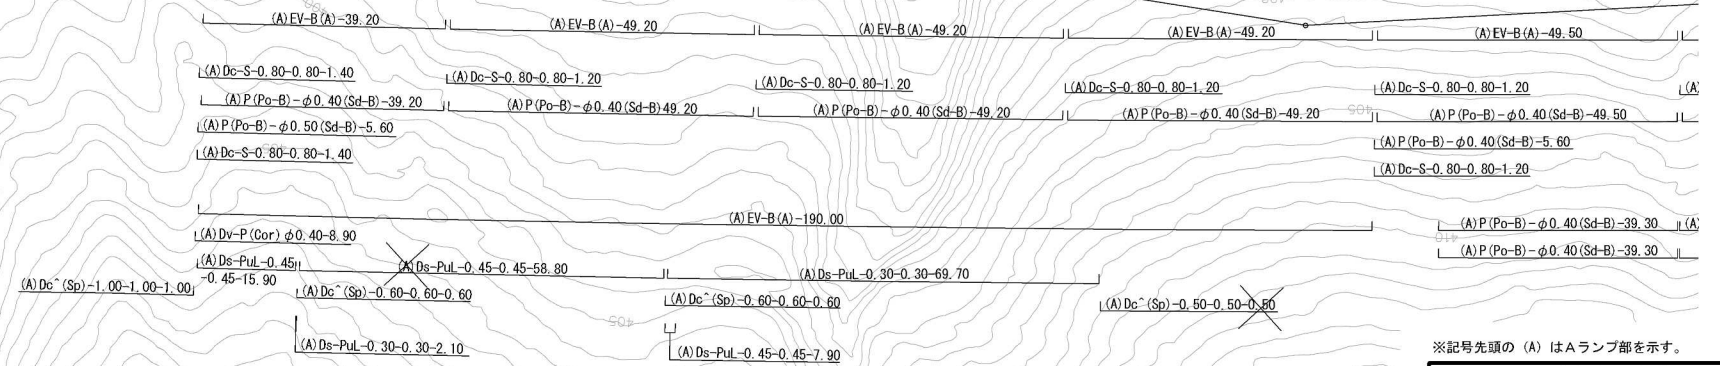 (A)EV-B(A)-39.20
(A)EV-B(A)-49.20
(A)EV-B(A)-49.20
(A)EV-B(A)-49.20
(A)EV-B(A)-49.50
(A)Dc-S-0.80-0.80-1.40
(A)Dc-S-0.80-0.80-1.20
(A)Dc-S-0.80-0.80-1.20
(A)Dc-S-0.80-0.80-1.20
(A)Dc-S-0.80-0.80-1.20
(A)
(A)P(Po-B)-φ0.40(Sd-B)-39.20
(A)P(Po-B)-φ0.40(Sd-B)49.20
(A)P(Po-B)-φ0.40(Sd-B)-49.20
(A)P(Po-B)-φ0.40(Sd-B)-49.20
(A)P(Po-B)-φ0.40(Sd-B)-49.50
405
(A)P(Po-B)-φ0.50(Sd-B)-5.60
(A)P(Po-B)-φ0.40(Sd-B)-5.60
(A)Dc-S-0.80-0.80-1.40
(A)Dc-S-0.80-0.80-1.20
(A)EV-B(A)-190.00
(A)P(Po-B)-φ0.40(Sd-B)-39.30
(A)
(A)Dv-P(Cor)φ0.40-8.90
410
(A)P(Po-B)-φ0.40(Sd-B)-39.30
(A)Ds-PuL-0.45
-0.45-15.90
(A)Ds-PuL-0.45-0.45-58.80
(A)Ds-PuL-0.30-0.30-69.70
(A)Dc^(Sp)-1.00-1.00-1.00
(A)Dc^(Sp)-0.60-0.60-0.60
(A)Dc^(Sp)-0.60-0.60-0.60
(A)Dc^(Sp)-0.50-0.50-0.50
405
(A)Ds-PuL-0.30-0.30-2.10
(A)Ds-PuL-0.45-0.45-7.90
※記号先頭の（A）はAランプ部を示す。